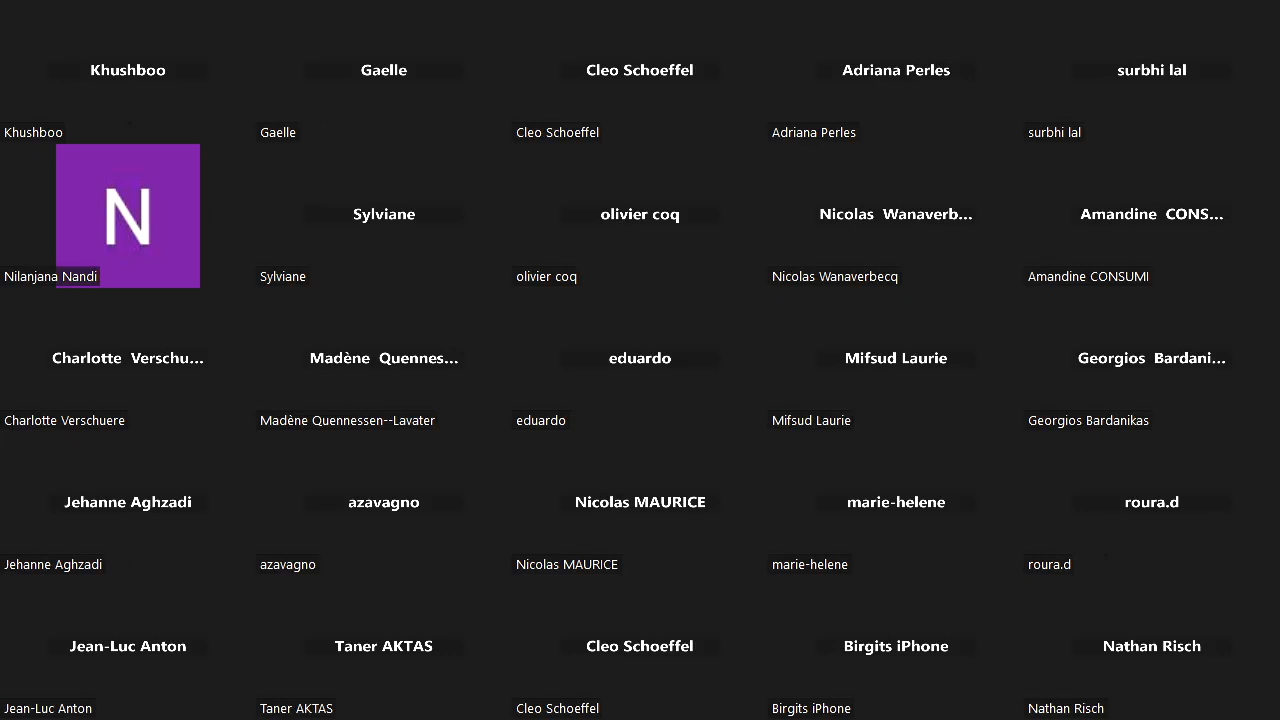 Khushboo
Gaelle
Cleo Schoeffel
Adriana Perles
surbhi lal
Khushboo
Gaelle
Cleo Schoeffel
Adriana Perles
surbhi lal
N
Sylviane
olivier coq
Nicolas Wanaverb...
Amandine CONS...
Nilanjana Nandi
Sylviane
olivier coq
Nicolas Wanaverbecq
Amandine CONSUMI
Charlotte Verschu...
Madène Quennes...
eduardo
Mifsud Laurie
Georgios Bardani...
Charlotte Verschuere
Madène Quennessen--Lavater
eduardo
Mifsud Laurie
Georgios Bardanikas
Jehanne Aghzadi
azavagno
Nicolas MAURICE
marie-helene
roura.d
Jehanne Aghzadi
azavagno
Nicolas MAURICE
marie-helene
roura.d
Jean-Luc Anton
Taner AKTAS
Cleo Schoeffel
Birgits iPhone
Nathan Risch
Jean-Luc Anton
Taner AKTAS
Cleo Schoeffel
Birgits iPhone
Nathan Risch